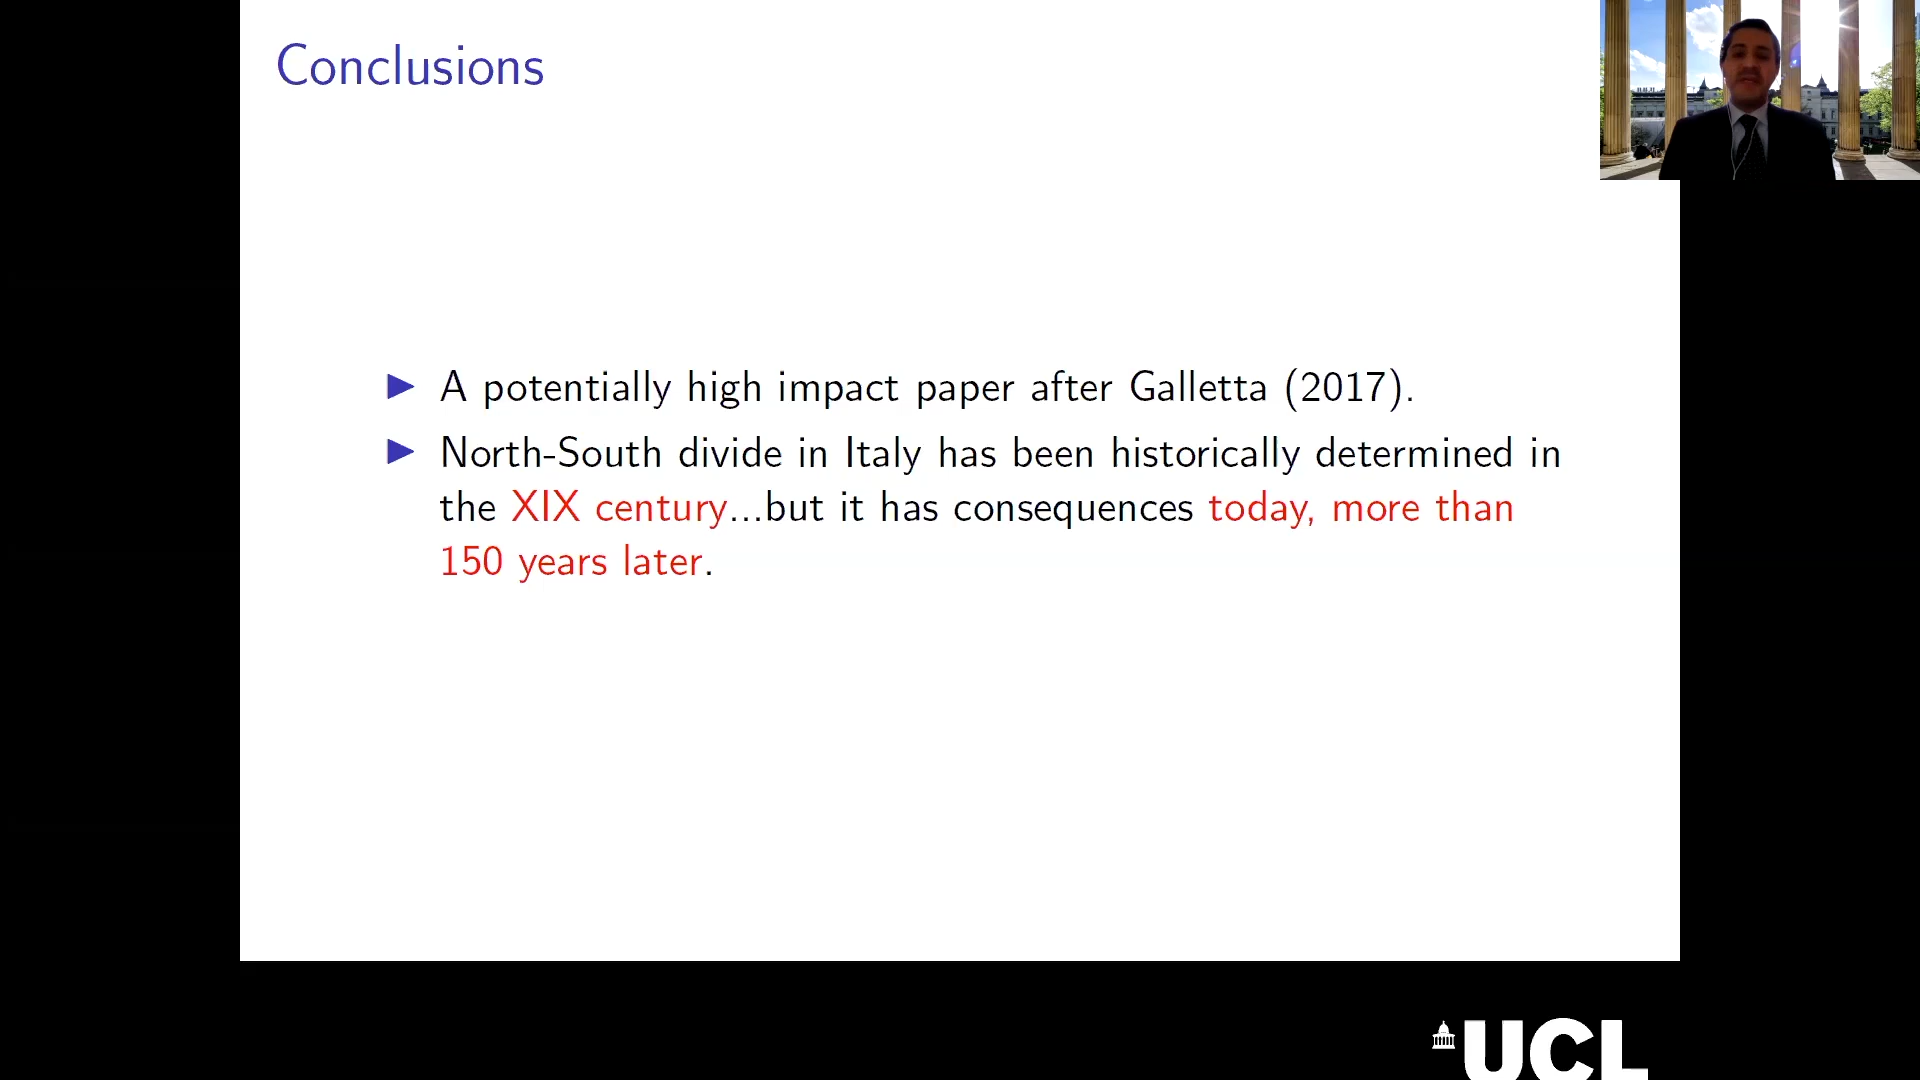 Conclusions
A potentially high impact paper after Galletta (2017).
North-South divide in Italy has been historically determined in
the XIX century...but it has consequences today, more than
150 years later.
UCL